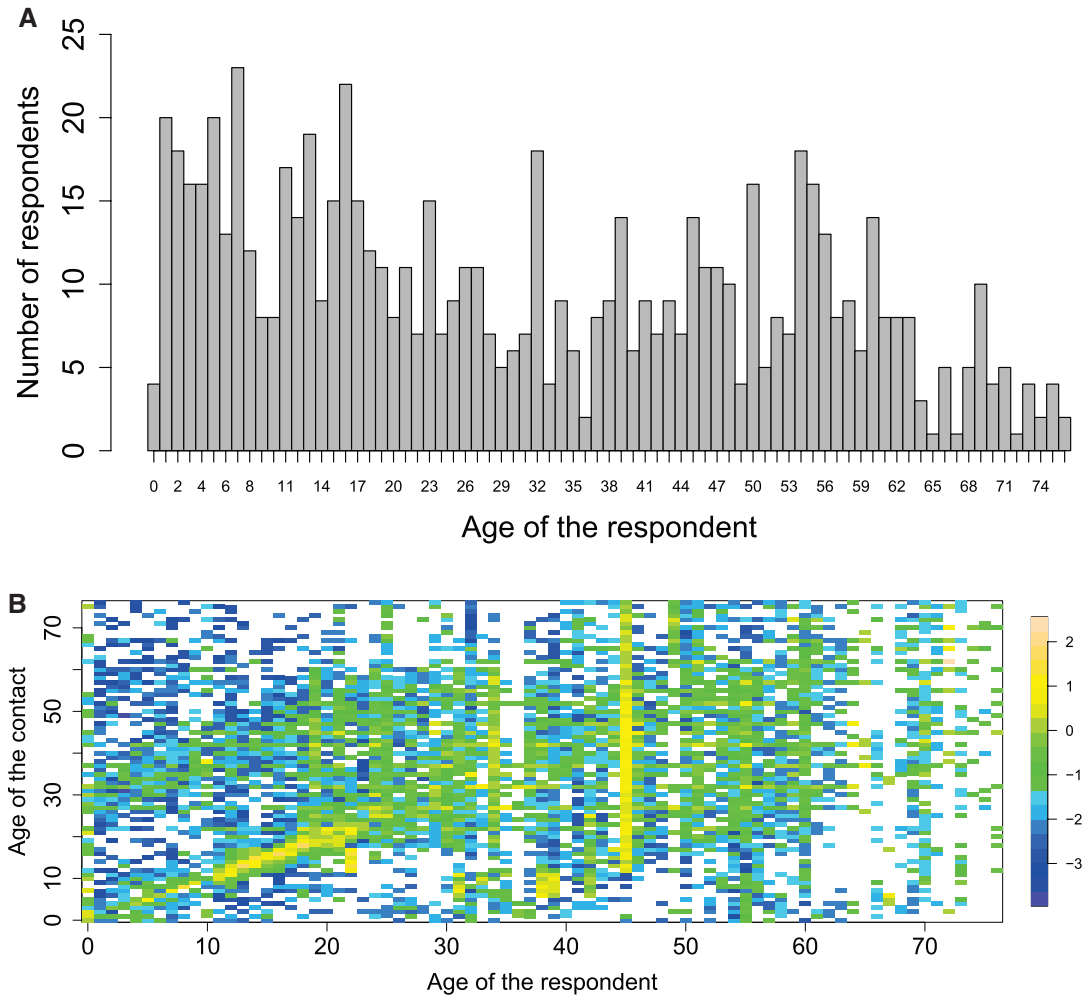 A
Number of respondents
25
20
15
10
5
0
0 2 4 6 8 11 14 17 20 23 26 29 32 35 38 41 44 47 50 53 56 59 62 65 68 71 74
Age of the respondent
B
Age of the contact
70
50
30
10
0
0 10 20 30 40 50 60 70
Age of the respondent
2
1
0
−1
−2
−3